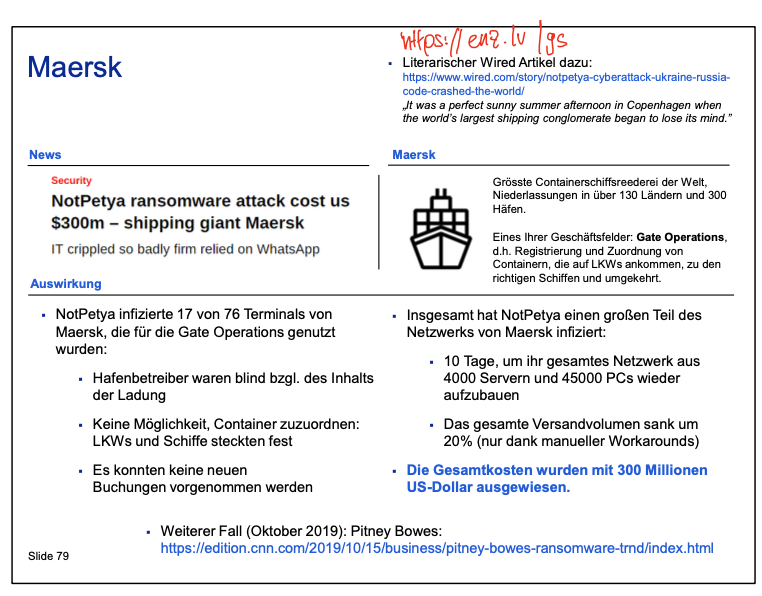 https://enz.lv/gs
Maersk
▪ Literarischer Wired Artikel dazu:
https://www.wired.com/story/notpetya-cyberattack-ukraine-russia-
code-crashed-the-world/
„It was a perfect sunny summer afternoon in Copenhagen when
the world's largest shipping conglomerate began to lose its mind.”
News
Security
NotPetya ransomware attack cost us
$300m – shipping giant Maersk
IT crippled so badly firm relied on WhatsApp
Maersk
Grösste Containerschiffsreederei der Welt,
Niederlassungen in über 130 Ländern und 300
Häfen.
Eines Ihrer Geschäftsfelder: Gate Operations,
d.h. Registrierung und Zuordnung von
Containern, die auf LKWs ankommen, zu den
richtigen Schiffen und umgekehrt.
Auswirkung
▪ NotPetya infizierte 17 von 76 Terminals von
Maersk, die für die Gate Operations genutzt
wurden:
▪ Hafenbetreiber waren blind bzgl. des Inhalts
der Ladung
▪ Keine Möglichkeit, Container zuzuordnen:
LKWs und Schiffe steckten fest
▪ Es konnten keine neuen
Buchungen vorgenommen werden
▪ Insgesamt hat NotPetya einen großen Teil des
Netzwerks von Maersk infiziert:
▪ 10 Tage, um ihr gesamtes Netzwerk aus
4000 Servern und 45000 PCs wieder
aufzubauen
▪ Das gesamte Versandvolumen sank um
20% (nur dank manueller Workarounds)
▪ Die Gesamtkosten wurden mit 300 Millionen
US-Dollar ausgewiesen.
▪ Weiterer Fall (Oktober 2019): Pitney Bowes:
https://edition.cnn.com/2019/10/15/business/pitney-bowes-ransomware-trnd/index.html
Slide 79